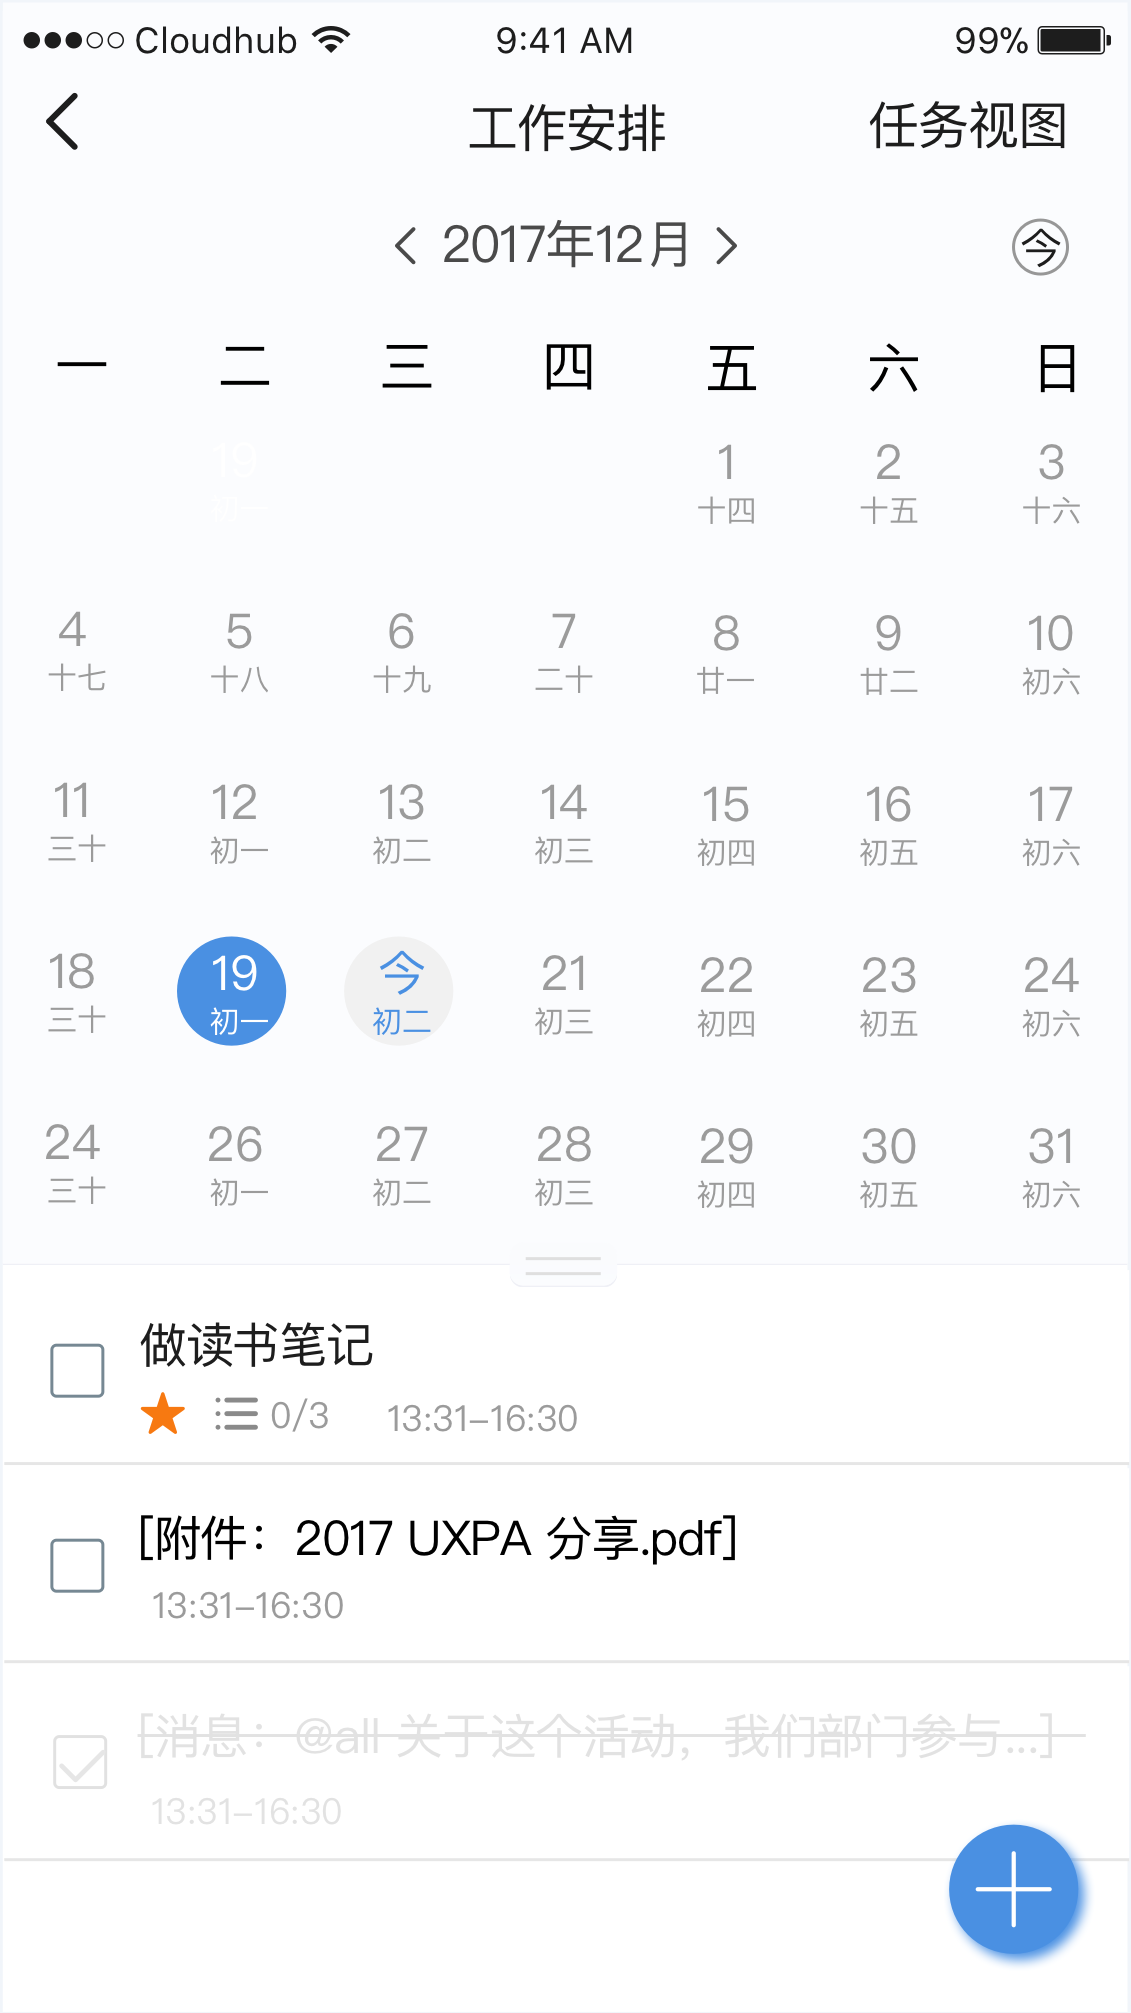 Cloudhub 9:41 AM 99%
工作安排 任务视图
2017年12月 今
一 二 三 四 五 六 日
19 1 2 3
初一 十四 十五 十六
4 5 6 7 8 9 10
十七 十八 十九 二十 廿一 廿二 初六
11 12 13 14 15 16 17
三十 初一 初二 初三 初四 初五 初六
18 19 今 21 22 23 24
三十 初一 初二 初三 初四 初五 初六
24 26 27 28 29 30 31
三十 初一 初二 初三 初四 初五 初六
做读书笔记
0/3 13:31–16:30
[附件：2017 UXPA 分享.pdf]
13:31–16:30
[消息：@all 关于这个活动，我们部门参与...]
13:31–16:30